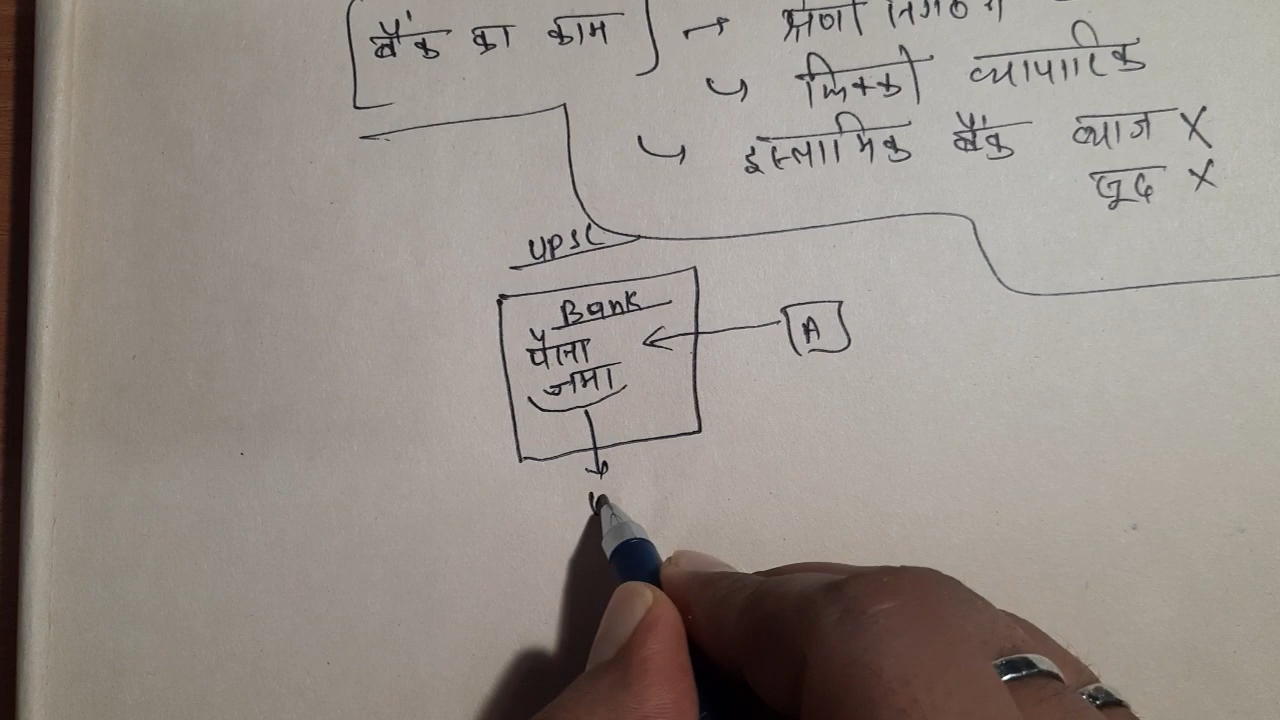 बैंक का काम →
↳ व्यापारिक
↳ इस्लामिक बैंक ब्याज X
सूद X
UPSC
Bank
पैसा
जमा
A